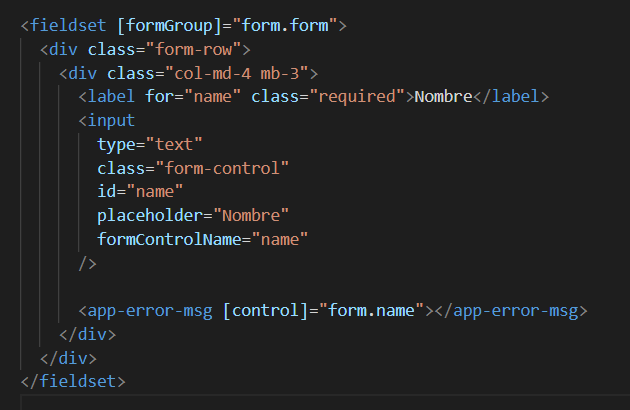 <fieldset [formGroup]="form.form">
<div class="form-row">
<div class="col-md-4 mb-3">
<label for="name" class="required">Nombre</label>
<input
type="text"
class="form-control"
id="name"
placeholder="Nombre"
formControlName="name"
/>
<app-error-msg [control]="form.name"></app-error-msg>
</div>
</div>
</fieldset>